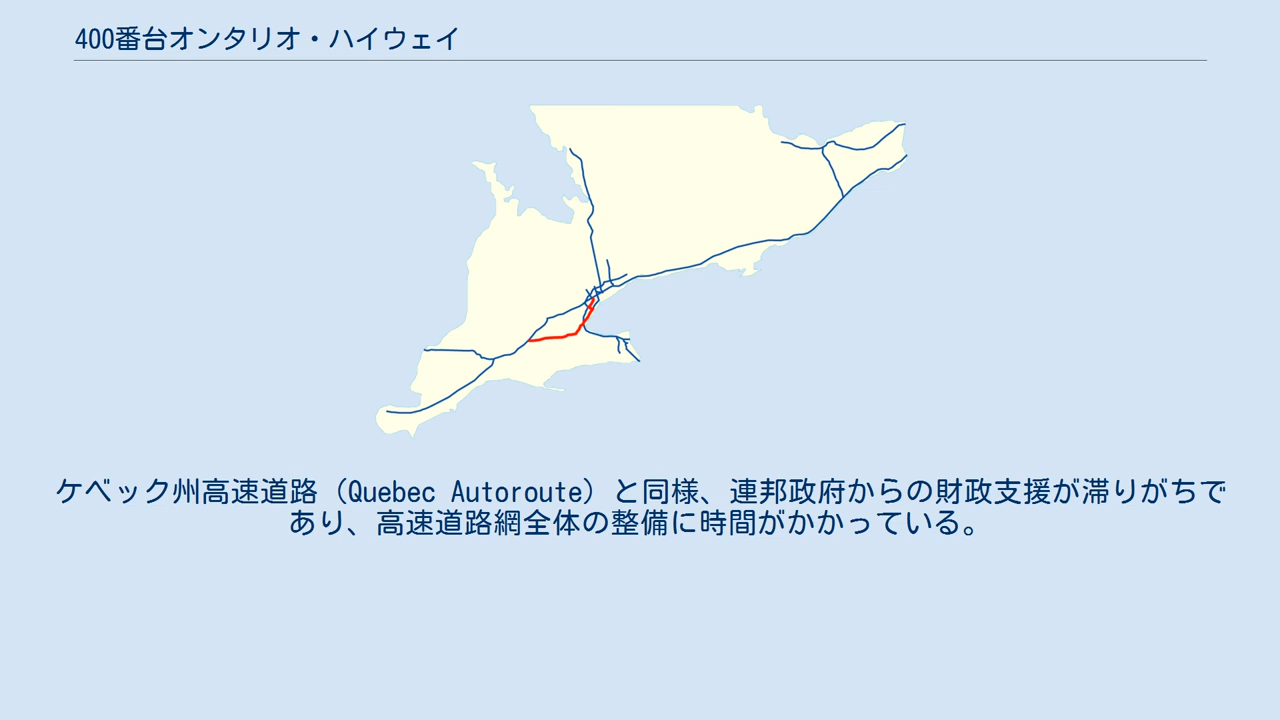 400番台オンタリオ・ハイウェイ
ケベック州高速道路（Quebec Autoroute）と同様、連邦政府からの財政支援が滞りがちで
あり、高速道路網全体の整備に時間がかかっている。